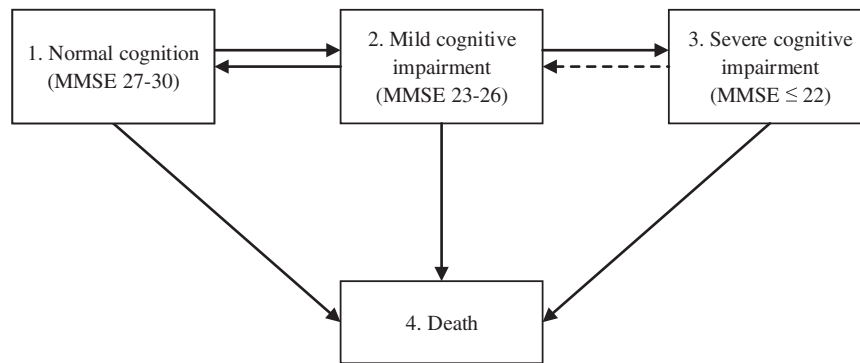 1. Normal cognition
(MMSE 27-30)
2. Mild cognitive
impairment
(MMSE 23-26)
3. Severe cognitive
impairment
(MMSE ≤ 22)
4. Death